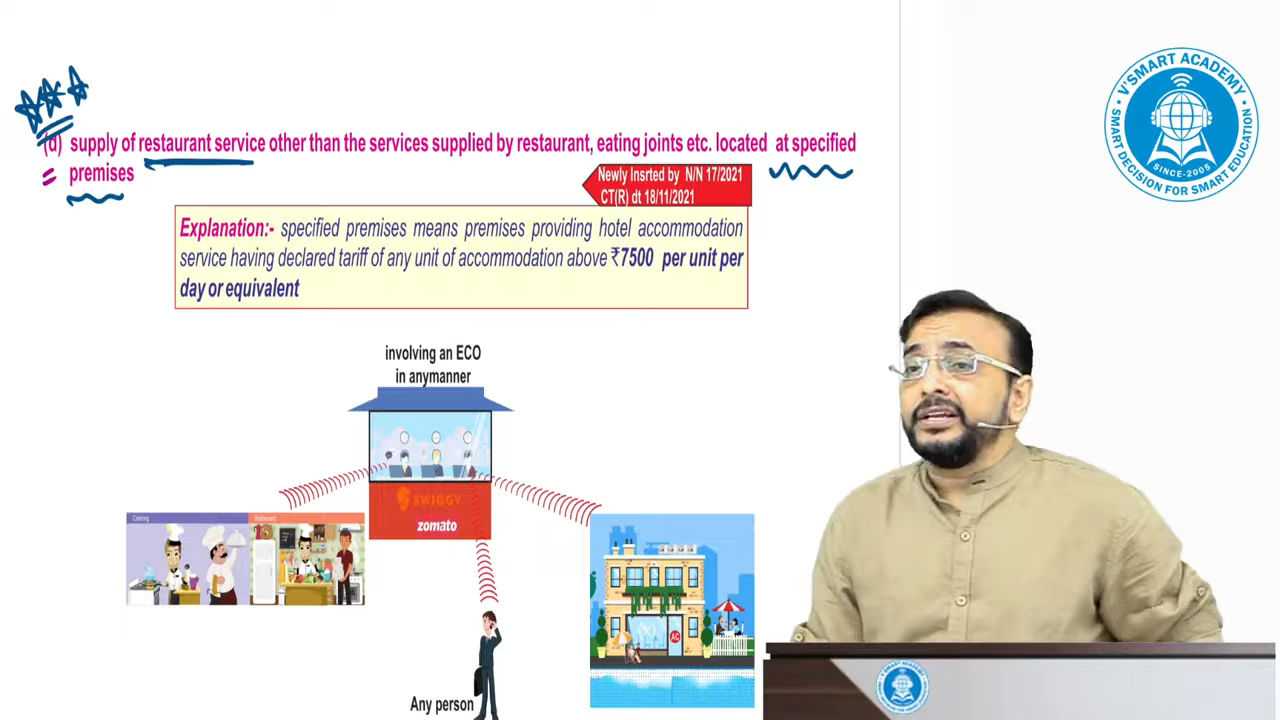 (d) supply of restaurant service other than the services supplied by restaurant, eating joints etc. located at specified
premises
Newly Insrted by N/N 17/2021
CT(R) dt 18/11/2021
Explanation:- specified premises means premises providing hotel accommodation
service having declared tariff of any unit of accommodation above ₹7500 per unit per
day or equivalent
involving an ECO
in anymanner
SWIGGY
zomato
Catering
Restaurant
AC
Any person
V'SMART ACADEMY
SINCE-2005
SMART DECISION FOR SMART EDUCATION